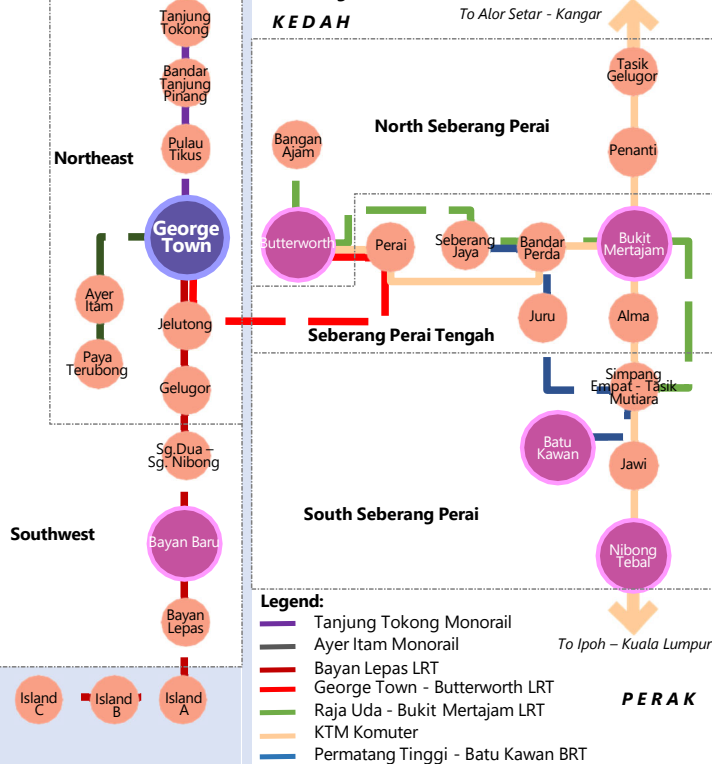 KEDAH
To Alor Setar - Kangar
Tanjung
Tokong
Bandar
Tanjung
Pinang
Pulau
Tikus
Northeast
George
Town
Ayer
Itam
Paya
Terubong
Jelutong
Gelugor
Sg.Dua –
Sg. Nibong
Southwest
Bayan Baru
Bayan
Lepas
Island
C
Island
B
Island
A
Tasik
Gelugor
North Seberang Perai
Bangan
Ajam
Penanti
Butterworth
Perai
Seberang
Jaya
Bandar
Perda
Bukit
Mertajam
Juru
Alma
Seberang Perai Tengah
Simpang
Empat - Tasik
Mutiara
Batu
Kawan
Jawi
South Seberang Perai
Nibong
Tebal
To Ipoh – Kuala Lumpur
PERAK
Legend:
Tanjung Tokong Monorail
Ayer Itam Monorail
Bayan Lepas LRT
George Town - Butterworth LRT
Raja Uda - Bukit Mertajam LRT
KTM Komuter
Permatang Tinggi - Batu Kawan BRT